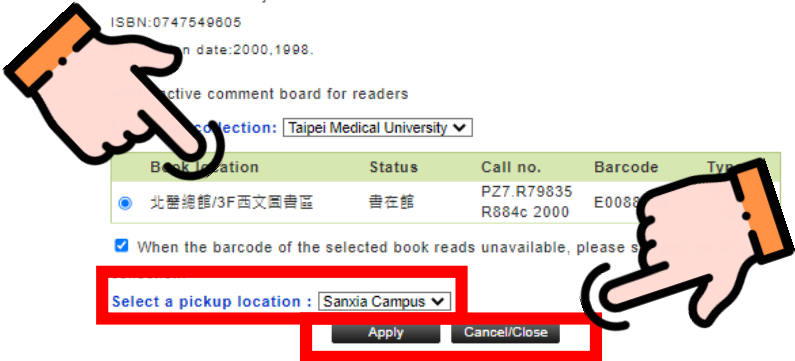 ISBN:0747549605
n date:2000,1998.
ctive comment board for readers
collection: Taipei Medical University
Book location Status Call no. Barcode
北醫總館/3F西文圖書區 書在館 PZ7.R79835 E0088
R884c 2000
When the barcode of the selected book reads unavailable, please s
Select a pickup location : Sanxia Campus
Apply Cancel/Close